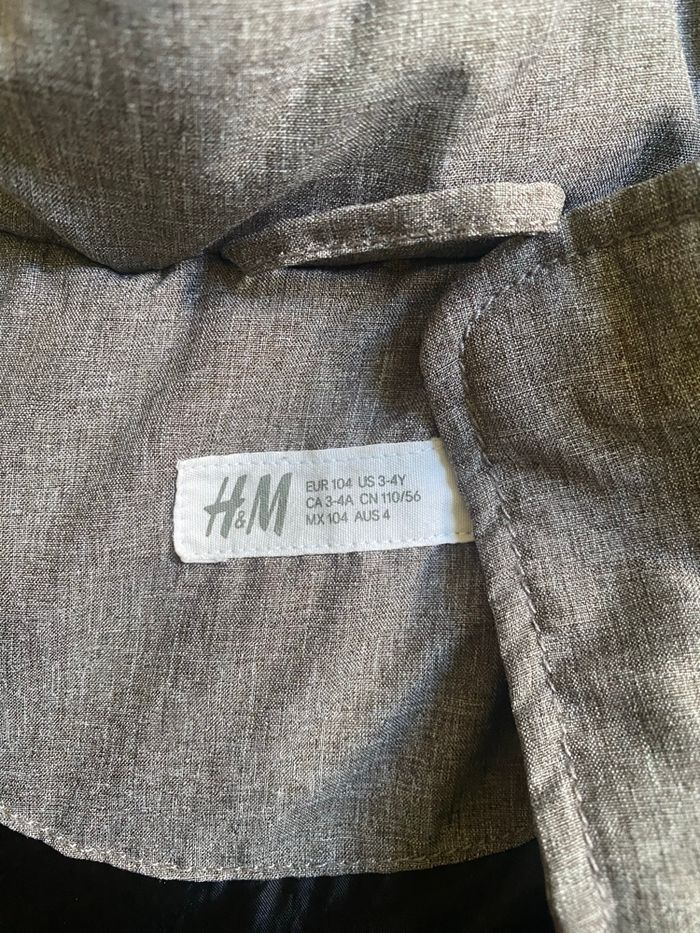 H&M
EUR 104 US 3-4Y
CA 3-4A CN 110/56
MX 104 AUS 4